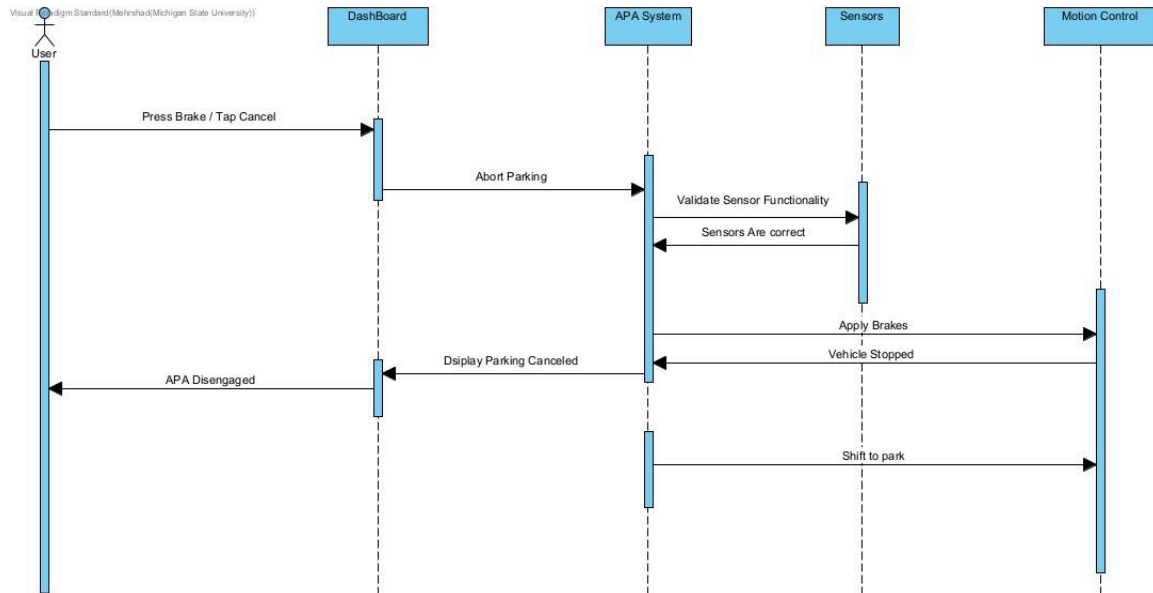 Visual Paradigm Standard(Mehrshad(Michigan State University))
User
DashBoard
APA System
Sensors
Motion Control
Press Brake / Tap Cancel
Abort Parking
Validate Sensor Functionality
Sensors Are correct
Apply Brakes
Vehicle Stopped
Dsiplay Parking Canceled
APA Disengaged
Shift to park